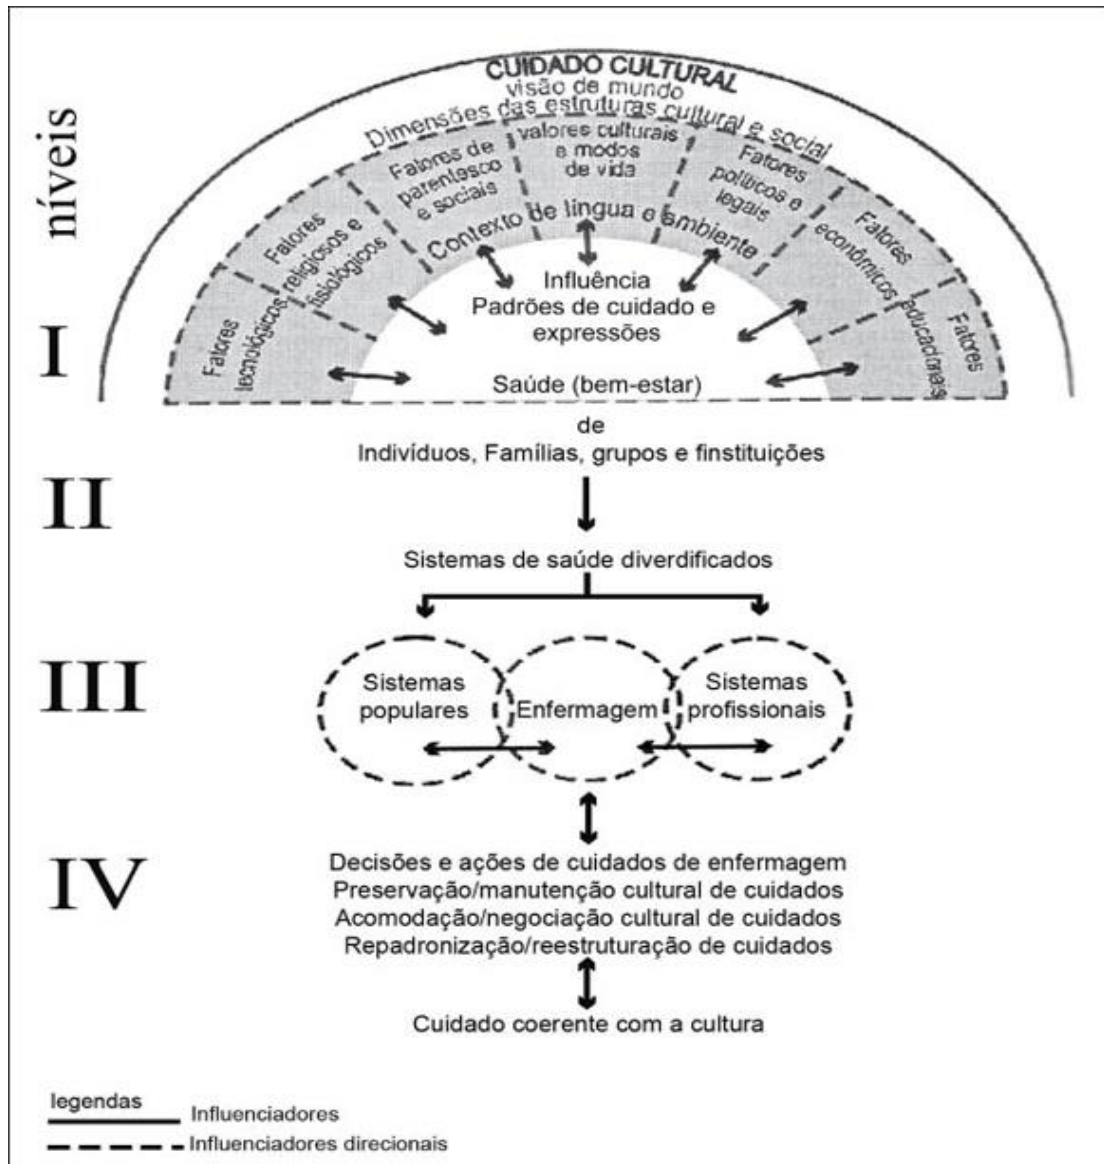 níveis
CUIDADO CULTURAL
visão de mundo
Dimensões das estruturas cultural e social
Fatores
tecnológicos
Fatores
religiosos e
fisiológicos
Fatores de
parentesco
e sociais
valores culturais
e modos
de vida
Fatores
políticos e
legais
Fatores
econômicos
Fatores
educacionais
Contexto de língua e ambiente
Influência
Padrões de cuidado e
expressões
I
Saúde (bem-estar)
de
Indivíduos, Famílias, grupos e finstituições
II
Sistemas de saúde diverdificados
III
Sistemas
populares
Enfermagem
Sistemas
profissionais
IV
Decisões e ações de cuidados de enfermagem
Preservação/manutenção cultural de cuidados
Acomodação/negociação cultural de cuidados
Repadronização/reestruturação de cuidados
Cuidado coerente com a cultura
legendas
Influenciadores
Influenciadores direcionais